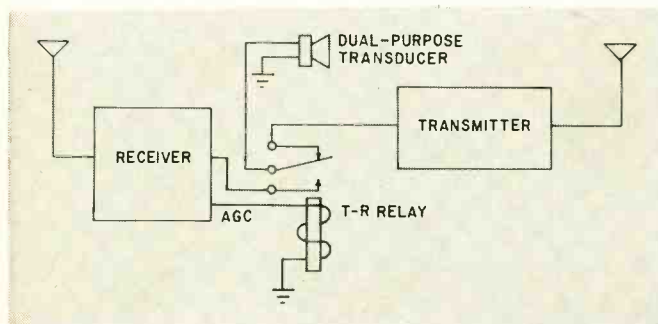 DUAL-PURPOSE
TRANSDUCER
TRANSMITTER
RECEIVER
AGC
T-R RELAY